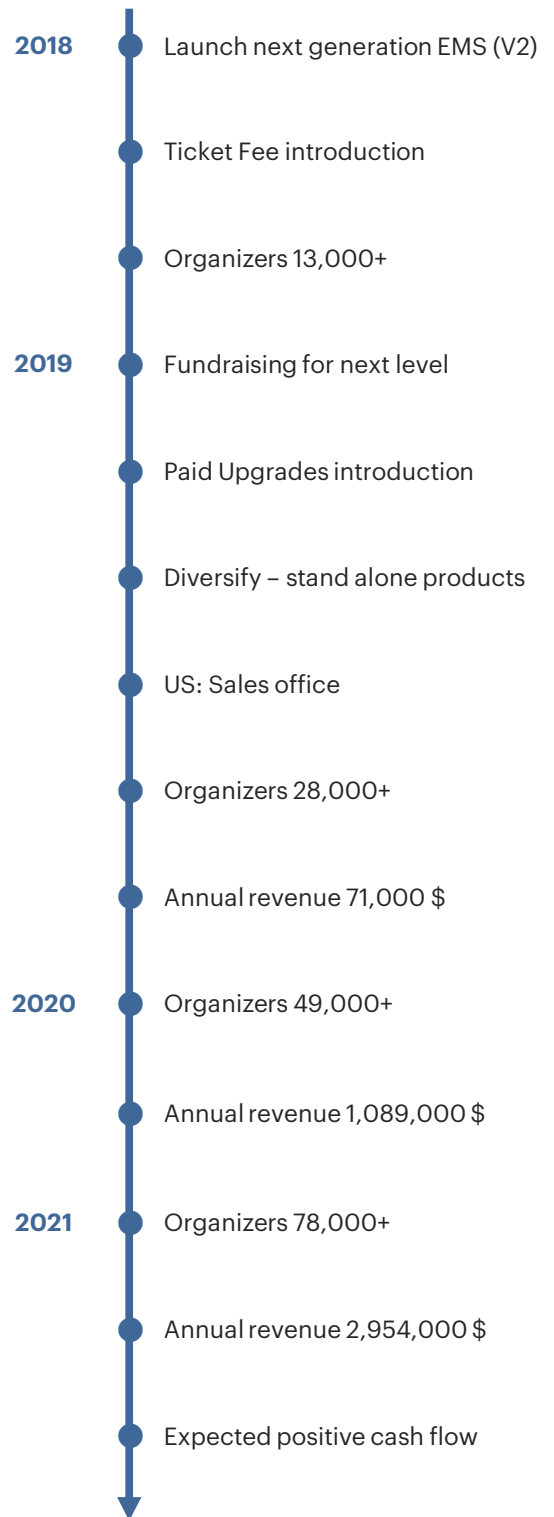 2018 Launch next generation EMS (V2)
Ticket Fee introduction
Organizers 13,000+
2019 Fundraising for next level
Paid Upgrades introduction
Diversify – stand alone products
US: Sales office
Organizers 28,000+
Annual revenue 71,000 $
2020 Organizers 49,000+
Annual revenue 1,089,000 $
2021 Organizers 78,000+
Annual revenue 2,954,000 $
Expected positive cash flow